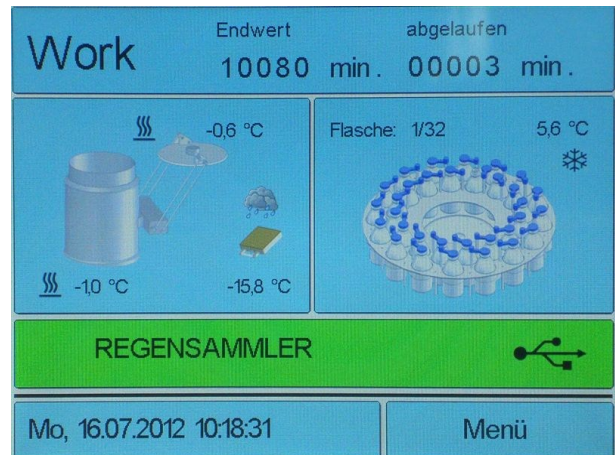 Work
Endwert abgelaufen
10080 min. 00003 min.
-0,6 °C
-1,0 °C
-15,8 °C
Flasche: 1/32 5,6 °C
REGENSAMMLER
Mo, 16.07.2012 10:18:31
Menü